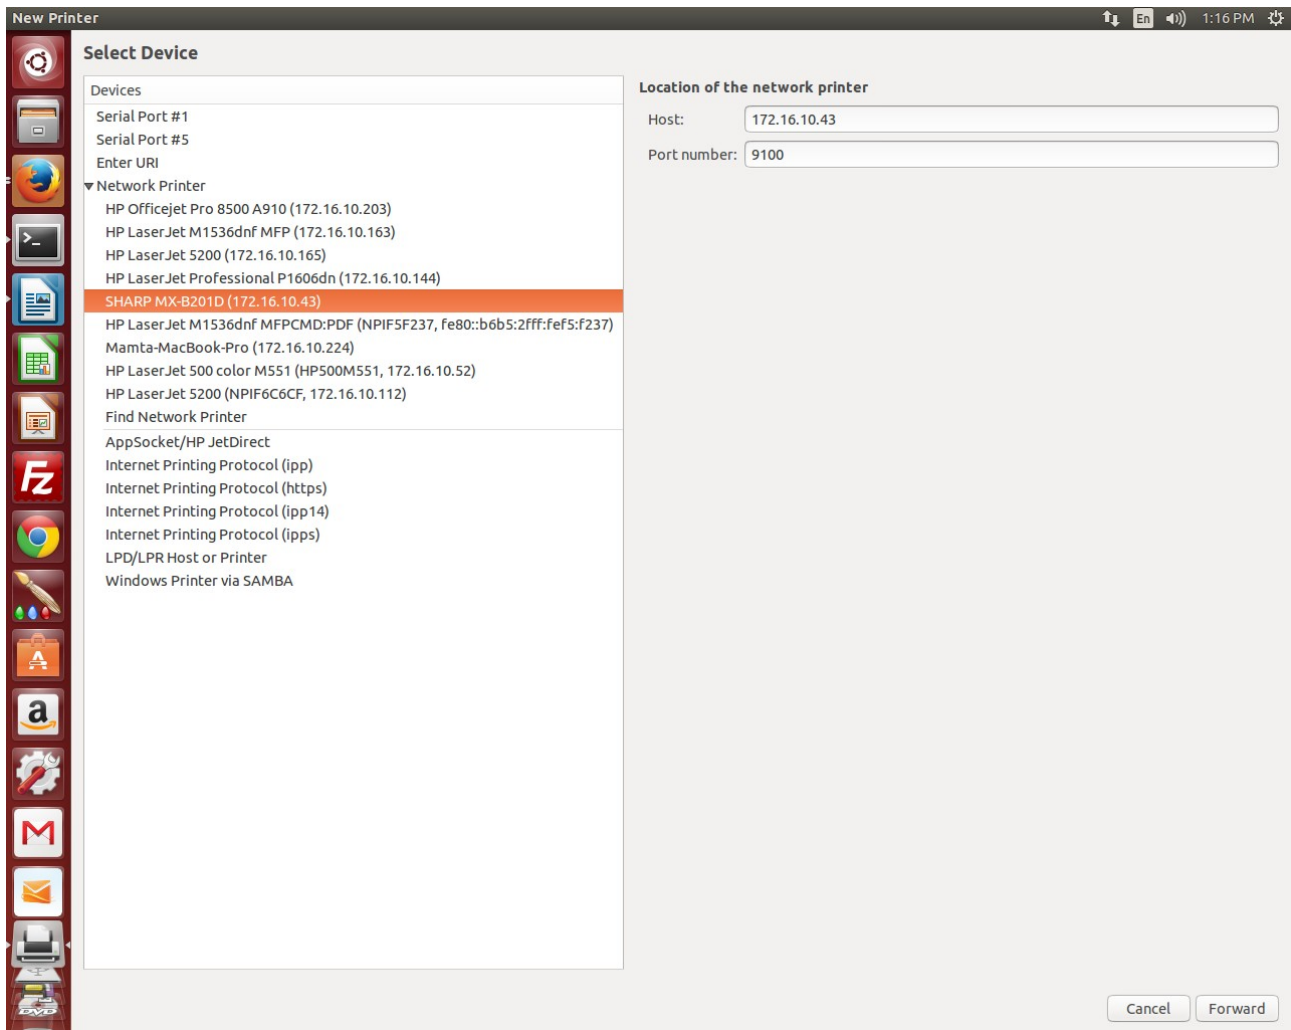 New Printer
En
1:16 PM
Select Device
Devices
Serial Port #1
Serial Port #5
Enter URI
Network Printer
HP Officejet Pro 8500 A910 (172.16.10.203)
HP LaserJet M1536dnf MFP (172.16.10.163)
HP LaserJet 5200 (172.16.10.165)
HP LaserJet Professional P1606dn (172.16.10.144)
SHARP MX-B201D (172.16.10.43)
HP LaserJet M1536dnf MFPCMD:PDF (NPIF5F237, fe80::b6b5:2fff:fef5:f237)
Mamta-MacBook-Pro (172.16.10.224)
HP LaserJet 500 color M551 (HP500M551, 172.16.10.52)
HP LaserJet 5200 (NPIF6C6CF, 172.16.10.112)
Find Network Printer
AppSocket/HP JetDirect
Internet Printing Protocol (ipp)
Internet Printing Protocol (https)
Internet Printing Protocol (ipp14)
Internet Printing Protocol (ipps)
LPD/LPR Host or Printer
Windows Printer via SAMBA
Location of the network printer
Host: 172.16.10.43
Port number: 9100
Fz
a
DVD
Cancel Forward